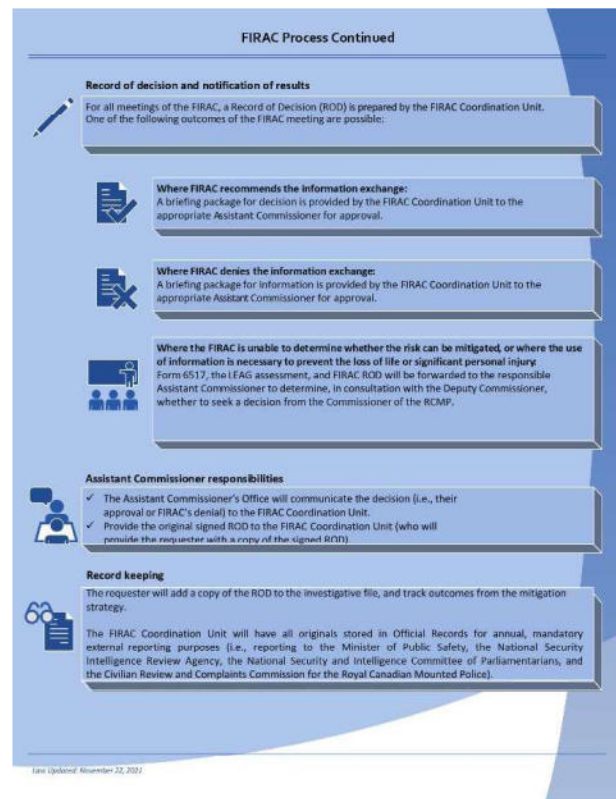 FIRAC Process Continued
Record of decision and notification of results
For all meetings of the FIRAC, a Record of Decision (ROD) is prepared by the FIRAC Coordination Unit.
One of the following outcomes of the FIRAC meeting are possible:
Where FIRAC recommends the information exchange:
A briefing package for decision is provided by the FIRAC Coordination Unit to the
appropriate Assistant Commissioner for approval.
Where FIRAC denies the information exchange:
A briefing package for information is provided by the FIRAC Coordination Unit to the
appropriate Assistant Commissioner for approval.
Where the FIRAC is unable to determine whether the risk can be mitigated, or where the use
of information is necessary to prevent the loss of life or significant personal injury
Form 6517, the LEAG assessment, and FIRAC ROD will be forwarded to the responsible
Assistant Commissioner to determine, in consultation with the Deputy Commissioner,
whether to seek a decision from the Commissioner of the RCMP.
Assistant Commissioner responsibilities
✓ The Assistant Commissioner's Office will communicate the decision (i.e., their
approval or FIRAC's denial) to the FIRAC Coordination Unit.
✓ Provide the original signed ROD to the FIRAC Coordination Unit (who will
provide the requester with a copy of the signed ROD)
Record keeping
The requester will add a copy of the ROD to the investigative file, and track outcomes from the mitigation
strategy.
The FIRAC Coordination Unit will have all originals stored in Official Records for annual, mandatory
external reporting purposes (i.e., reporting to the Minister of Public Safety, the National Security
Intelligence Review Agency, the National Security and Intelligence Committee of Parliamentarians, and
the Civilian Review and Complaints Commission for the Royal Canadian Mounted Police).
Last Updated: November 22, 2021